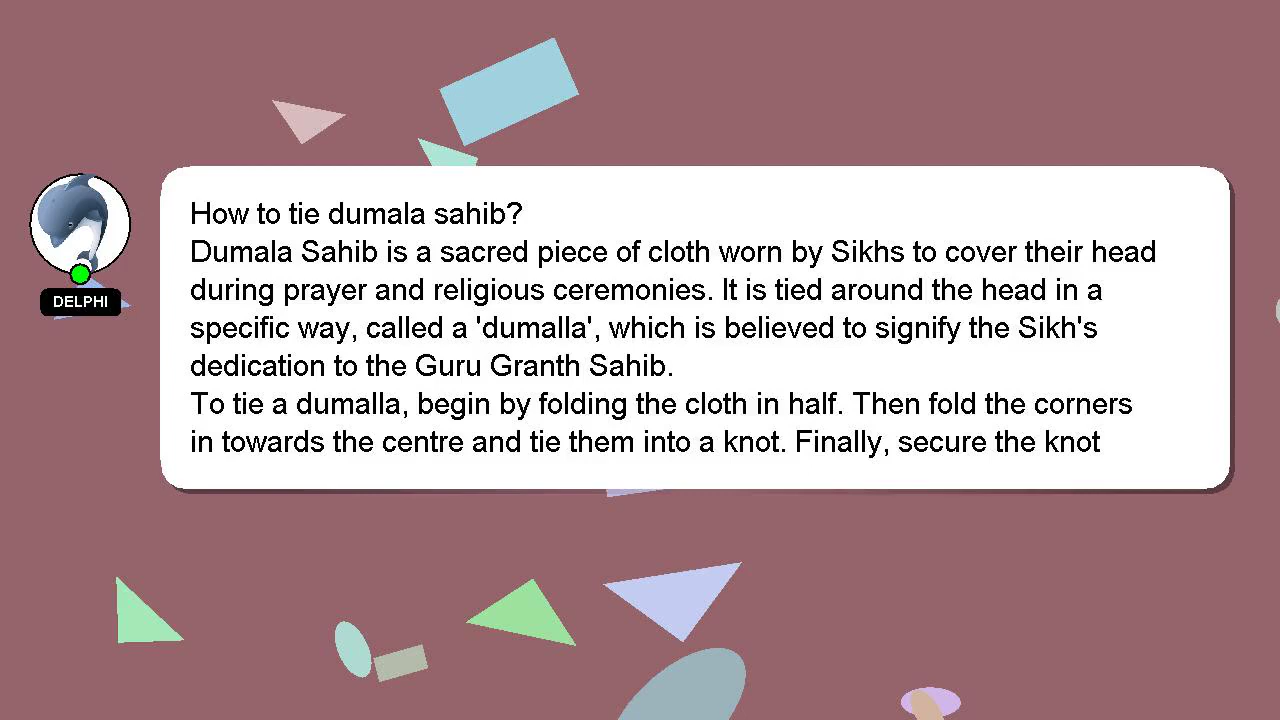 How to tie dumala sahib?
Dumala Sahib is a sacred piece of cloth worn by Sikhs to cover their head
during prayer and religious ceremonies. It is tied around the head in a
specific way, called a 'dumalla', which is believed to signify the Sikh's
dedication to the Guru Granth Sahib.
To tie a dumalla, begin by folding the cloth in half. Then fold the corners
in towards the centre and tie them into a knot. Finally, secure the knot
DELPHI